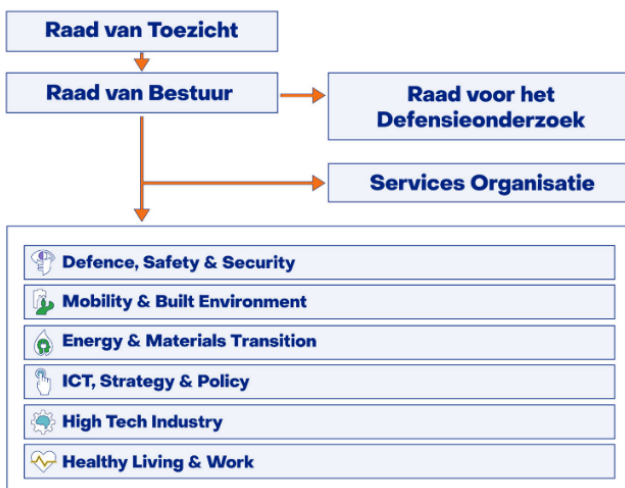 Raad van Toezicht
Raad van Bestuur
Raad voor het
Defensieonderzoek
Services Organisatie
Defence, Safety & Security
Mobility & Built Environment
Energy & Materials Transition
ICT, Strategy & Policy
High Tech Industry
Healthy Living & Work